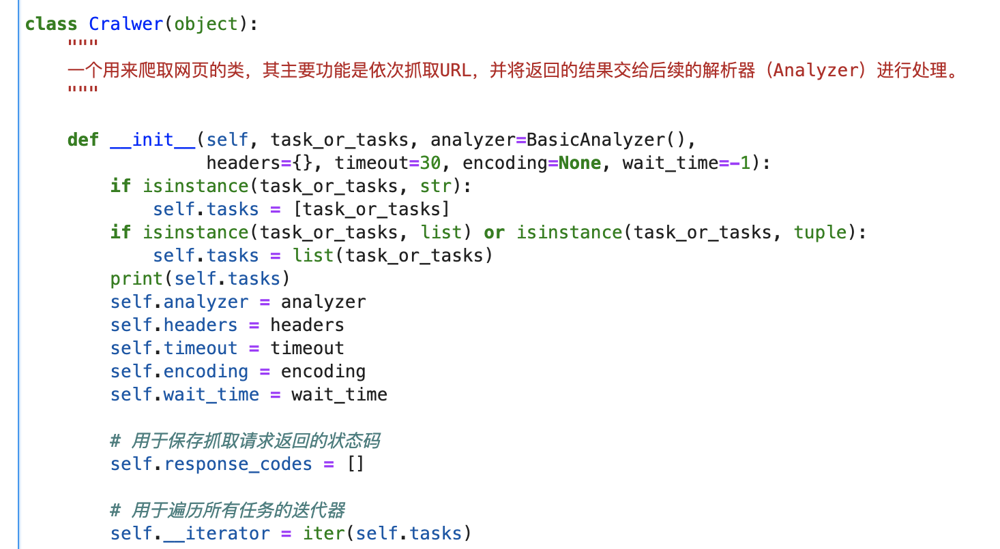 class Cralwer(object):
    """
    一个用来爬取网页的类，其主要功能是依次抓取URL，并将返回的结果交给后续的解析器（Analyzer）进行处理。
    """
    def __init__(self, task_or_tasks, analyzer=BasicAnalyzer(),
                 headers={}, timeout=30, encoding=None, wait_time=-1):
        if isinstance(task_or_tasks, str):
            self.tasks = [task_or_tasks]
        if isinstance(task_or_tasks, list) or isinstance(task_or_tasks, tuple):
            self.tasks = list(task_or_tasks)
        print(self.tasks)
        self.analyzer = analyzer
        self.headers = headers
        self.timeout = timeout
        self.encoding = encoding
        self.wait_time = wait_time
        # 用于保存抓取请求返回的状态码
        self.response_codes = []
        # 用于遍历所有任务的迭代器
        self.__iterator = iter(self.tasks)